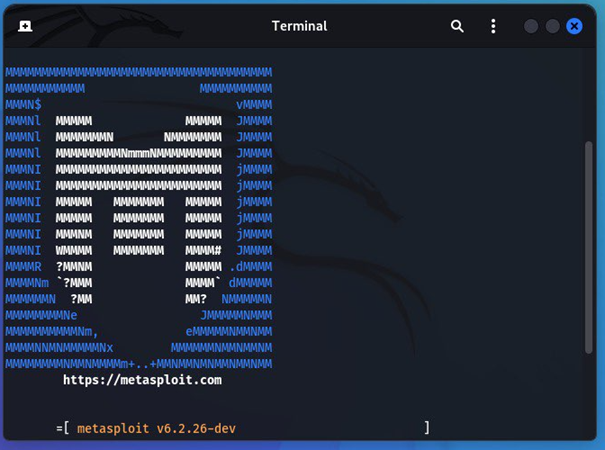 Terminal
MMMMMMMMMMMMMMMMMMMMMMMMMMMMMMMMMMMMM
MMMMMMMMMMM                MMMMMMMMMM
MMMN$                           vMMMM
MMMNl  MMMMM             MMMMM  JMMMM
MMMNl  MMMMMMMN       NMMMMMMM  JMMMM
MMMNl  MMMMMMMMMNmmmNMMMMMMMMM  JMMMM
MMMNI  MMMMMMMMMMMMMMMMMMMMMMM  jMMMM
MMMNI  MMMMMMMMMMMMMMMMMMMMMMM  jMMMM
MMMNI  MMMMM   MMMMMMM   MMMMM  jMMMM
MMMNI  MMMMM   MMMMMMM   MMMMM  jMMMM
MMMNI  MMMNM   MMMMMMM   MMMMM  jMMMM
MMMNI  WMMMM   MMMMMMM   MMMM#  JMMMM
MMMMR  ?MMNM             MMMMM .dMMMM
MMMMNm `?MMM             MMMM` dMMMMM
MMMMMMN  ?MM             MM?  NMMMMMN
MMMMMMMMNe                 JMMMMMNMMM
MMMMMMMMMMNm,            eMMMMMNMMNMM
MMMMNNMNMMMMMNx        MMMMMMNMMNMMNM
MMMMMMMMNMMNMMMMm+..+MMNMMNMNMMNMMNMM
https://metasploit.com
=[ metasploit v6.2.26-dev                          ]